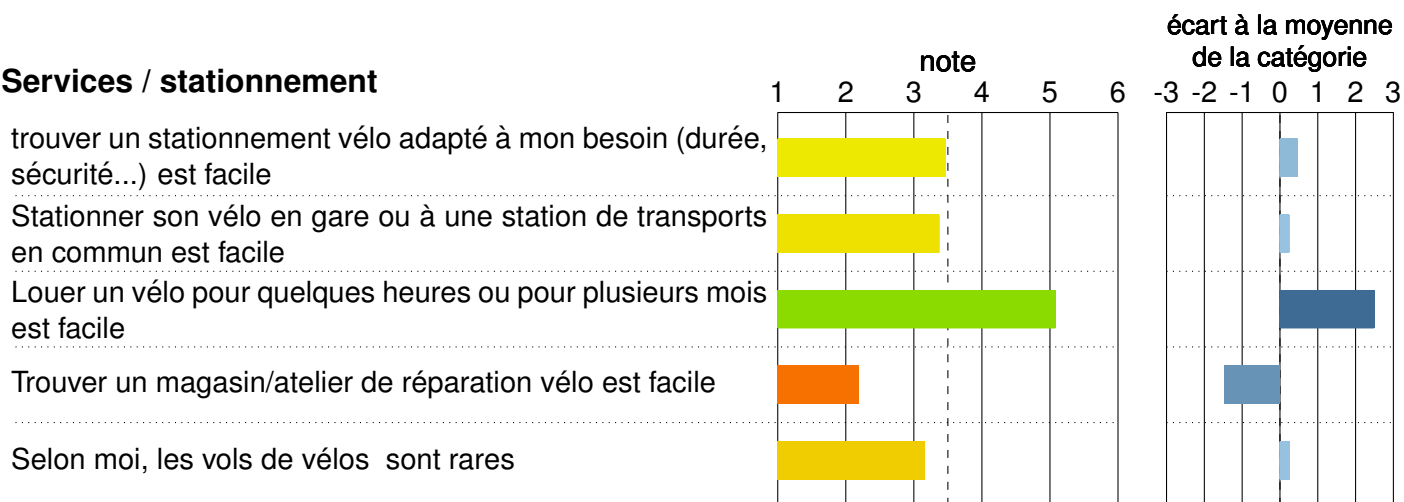 écart à la moyenne
note de la catégorie
Services / stationnement
1 2 3 4 5 6 -3 -2 -1 0 1 2 3
trouver un stationnement vélo adapté à mon besoin (durée,
sécurité...) est facile
Stationner son vélo en gare ou à une station de transports
en commun est facile
Louer un vélo pour quelques heures ou pour plusieurs mois
est facile
Trouver un magasin/atelier de réparation vélo est facile
Selon moi, les vols de vélos sont rares